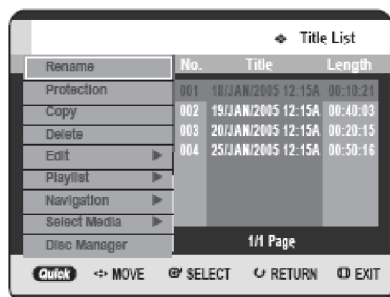 Title List
Rename
No. Title Length
Protection
001 18/JAN/2005 12:15A 00:10:21
Copy
002 19/JAN/2005 12:15A 00:40:03
Delete
003 20/JAN/2005 12:15A 00:20:15
Edit
004 25/JAN/2005 12:15A 00:50:16
Playlist
Navigation
Select Media
Disc Manager
1/1 Page
Quick MOVE SELECT RETURN EXIT